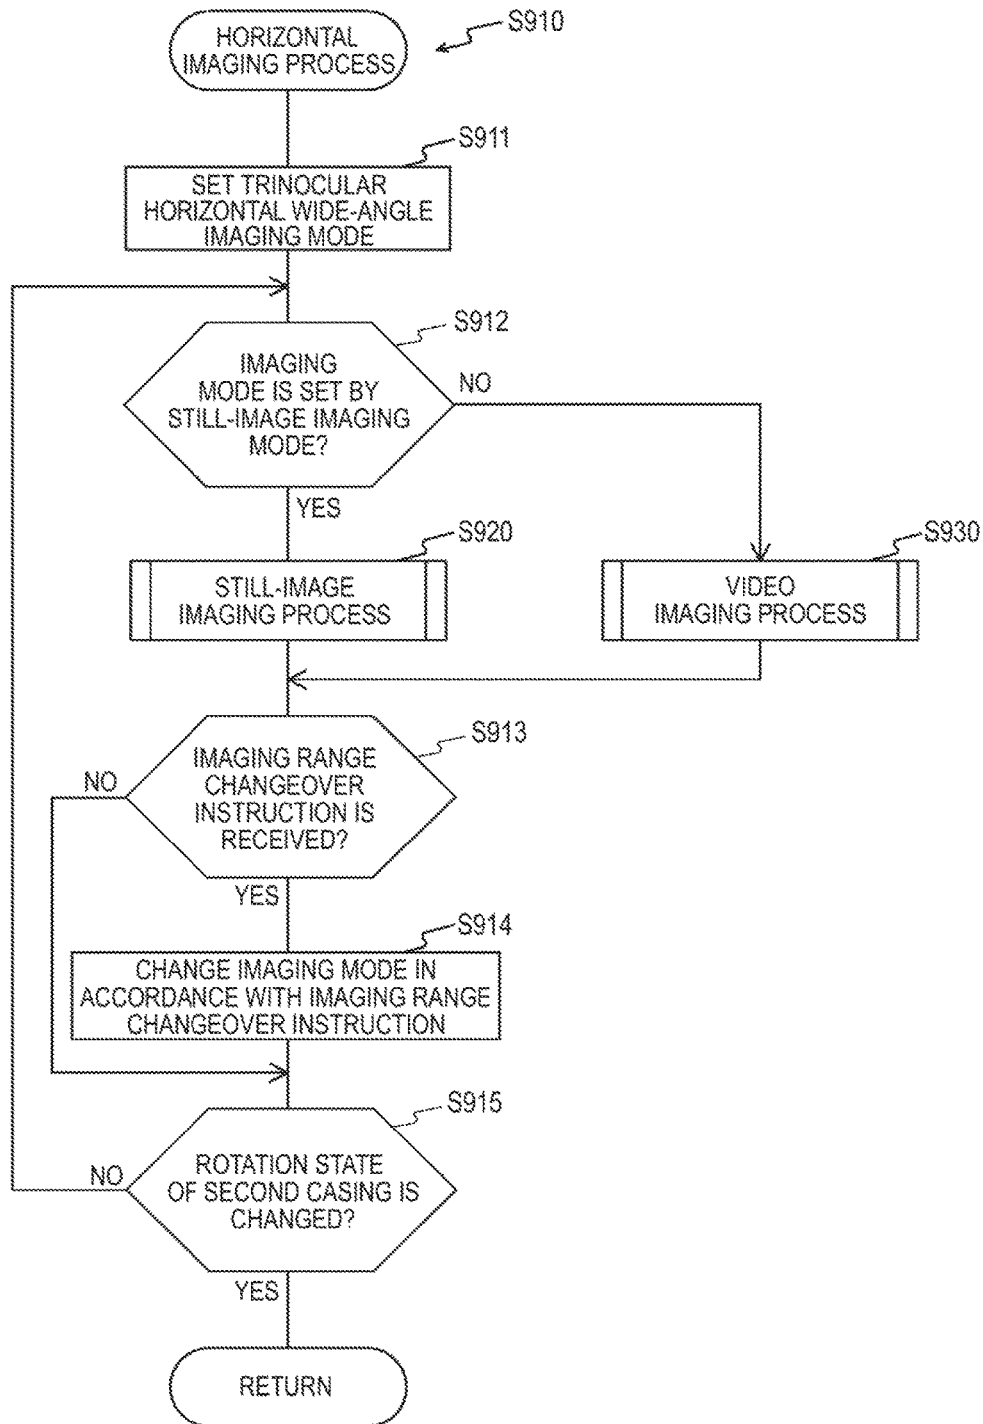 S910
HORIZONTAL
IMAGING PROCESS
S911
SET TRINOCULAR
HORIZONTAL WIDE-ANGLE
IMAGING MODE
S912
IMAGING
MODE IS SET BY
STILL-IMAGE IMAGING
MODE?
NO
YES
S920
STILL-IMAGE
IMAGING PROCESS
S930
VIDEO
IMAGING PROCESS
S913
IMAGING RANGE
CHANGEOVER
INSTRUCTION IS
RECEIVED?
NO
YES
S914
CHANGE IMAGING MODE IN
ACCORDANCE WITH IMAGING RANGE
CHANGEOVER INSTRUCTION
S915
ROTATION STATE
OF SECOND CASING IS
CHANGED?
NO
YES
RETURN